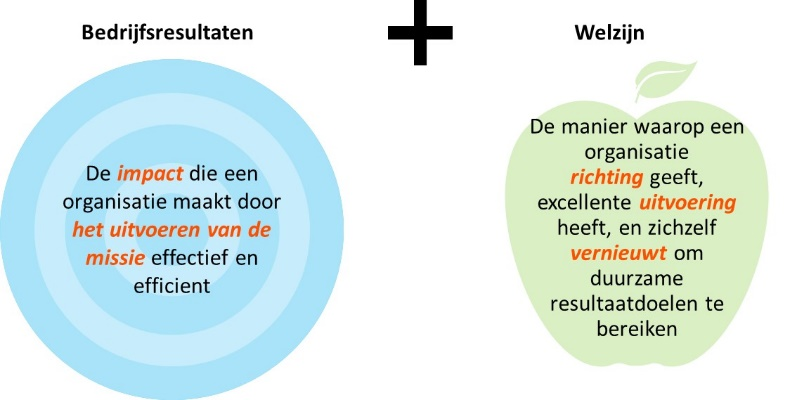 Bedrijfsresultaten
De impact die een
organisatie maakt door
het uitvoeren van de
missie effectief en
efficient
Welzijn
De manier waarop een
organisatie
richting geeft,
excellente uitvoering
heeft, en zichzelf
vernieuwt om
duurzame
resultaatdoelen te
bereiken